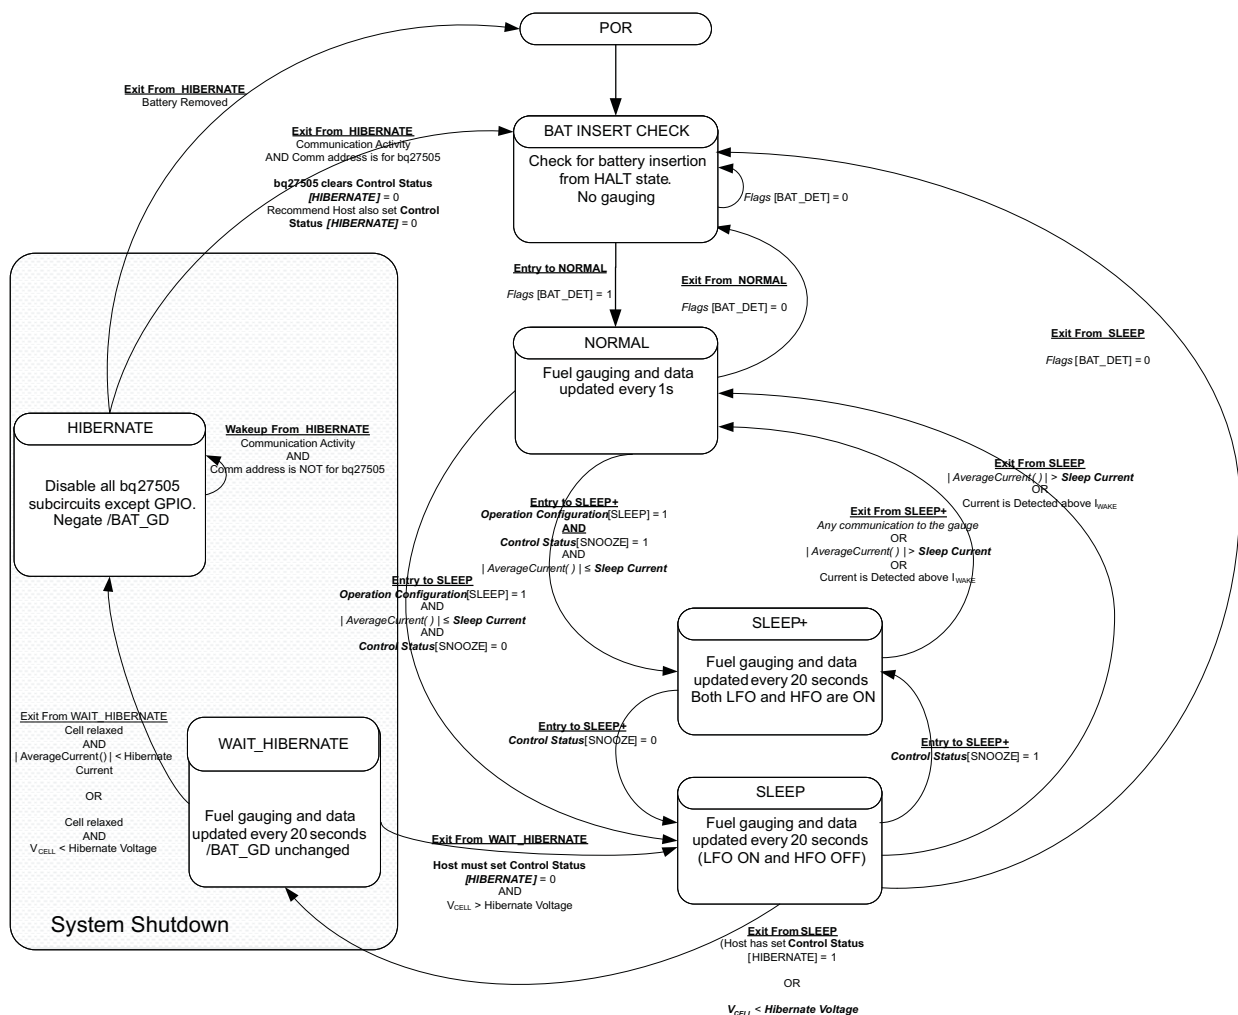 POR
Exit From HIBERNATE
Battery Removed
Exit From HIBERNATE
Communication Activity
AND Comm address is for bq27505
bq27505 clears Control Status
[HIBERNATE] = 0
Recommend Host also set Control
Status [HIBERNATE] = 0
BAT INSERT CHECK
Check for battery insertion
from HALT state.
No gauging
Flags [BAT_DET] = 0
Entry to NORMAL
Flags [BAT_DET] = 1
Exit From NORMAL
Flags [BAT_DET] = 0
Exit From SLEEP
Flags [BAT_DET] = 0
NORMAL
Fuel gauging and data
updated every 1s
HIBERNATE
Disable all bq27505
subcircuits except GPIO.
Negate /BAT_GD
Wakeup From HIBERNATE
Communication Activity
AND
Comm address is NOT for bq27505
Exit From SLEEP
| AverageCurrent( ) | > Sleep Current
OR
Current is Detected above IWAKE
Entry to SLEEP+
Operation Configuration[SLEEP] = 1
AND
Control Status[SNOOZE] = 1
AND
| AverageCurrent( ) | ≤ Sleep Current
Exit From SLEEP+
Any communication to the gauge
OR
| AverageCurrent( ) | > Sleep Current
OR
Current is Detected above IWAKE
Entry to SLEEP
Operation Configuration[SLEEP] = 1
AND
| AverageCurrent( ) | ≤ Sleep Current
AND
Control Status[SNOOZE] = 0
SLEEP+
Fuel gauging and data
updated every 20 seconds
Both LFO and HFO are ON
Entry to SLEEP+
Control Status[SNOOZE] = 0
Entry to SLEEP+
Control Status[SNOOZE] = 1
Exit From WAIT_HIBERNATE
Cell relaxed
AND
| AverageCurrent() | < Hibernate
Current
OR
Cell relaxed
AND
VCELL < Hibernate Voltage
WAIT_HIBERNATE
Fuel gauging and data
updated every 20 seconds
/BAT_GD unchanged
SLEEP
Fuel gauging and data
updated every 20 seconds
(LFO ON and HFO OFF)
Exit From WAIT_HIBERNATE
Host must set Control Status
[HIBERNATE] = 0
AND
VCELL > Hibernate Voltage
System Shutdown
Exit From SLEEP
(Host has set Control Status
[HIBERNATE] = 1
OR
VCELL < Hibernate Voltage